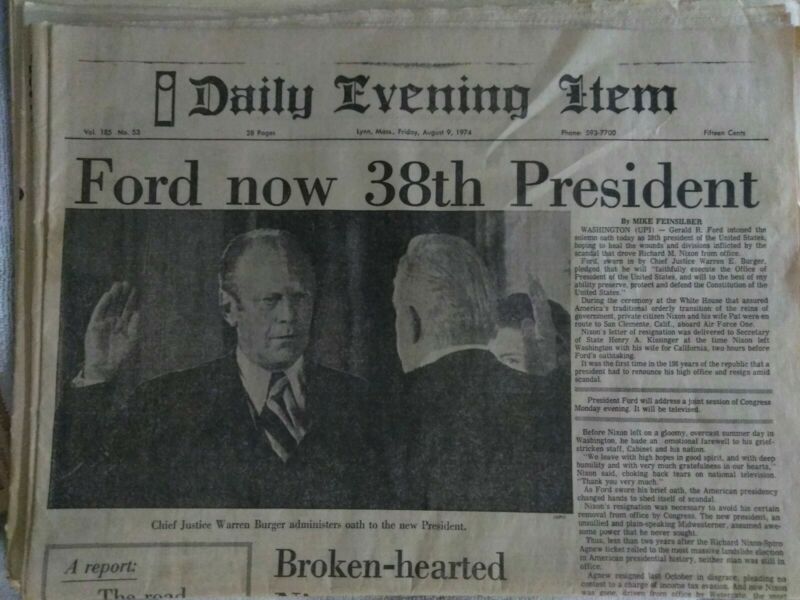 Daily Evening Item
Vol. 185 No. 53 28 Pages Lynn, Mass., Friday, August 9, 1974 Phone: 593-7700 Fifteen Cents
Ford now 38th President
By MIKE FEINSILBER
WASHINGTON (UPI) — Gerald R. Ford intoned the
solemn oath today as 38th president of the United States,
hoping to heal the wounds and divisions inflicted by the
scandal that drove Richard M. Nixon from office.
Ford, sworn in by Chief Justice Warren E. Burger,
pledged that he will "faithfully execute the Office of
President of the United States, and will to the best of my
ability preserve, protect and defend the Constitution of the
United States."
During the ceremony at the White House that assured
America's traditional orderly transition of the reins of
government, private citizen Nixon and his wife Pat were en
route to San Clemente, Calif., aboard Air Force One.
Nixon's letter of resignation was delivered to Secretary
of State Henry A. Kissinger at the time Nixon left
Washington with his wife for California, two hours before
Ford's oathtaking.
It was the first time in the 198 years of the republic that a
president had to renounce his high office and resign amid
scandal.
President Ford will address a joint session of Congress
Monday evening. It will be televised.
Before Nixon left on a gloomy, overcast summer day in
Washington, he bade an emotional farewell to his grief-
stricken staff, Cabinet and his nation.
"We leave with high hopes in good spirit, and with deep
humility and with very much gratefulness in our hearts,"
Nixon said, choking back tears on national television.
"Thank you very much."
As Ford swore his brief oath, the American presidency
changed hands to shed itself of scandal.
Nixon's resignation was necessary to avoid his certain
removal from office by Congress. The new president, an
unsullied and plain-speaking Midwesterner, assumed awe-
some power that he never sought.
Thus, less than two years after the Richard Nixon-Spiro
Agnew ticket rolled to the most massive landslide election
in American presidential history, neither man was still in
office.
Agnew resigned last October in disgrace, pleading no
contest to a charge of income tax evasion. And now Nixon
was gone, driven from office by Watergate, the most
Chief Justice Warren Burger administers oath to the new President.
A report:
The road
Broken-hearted